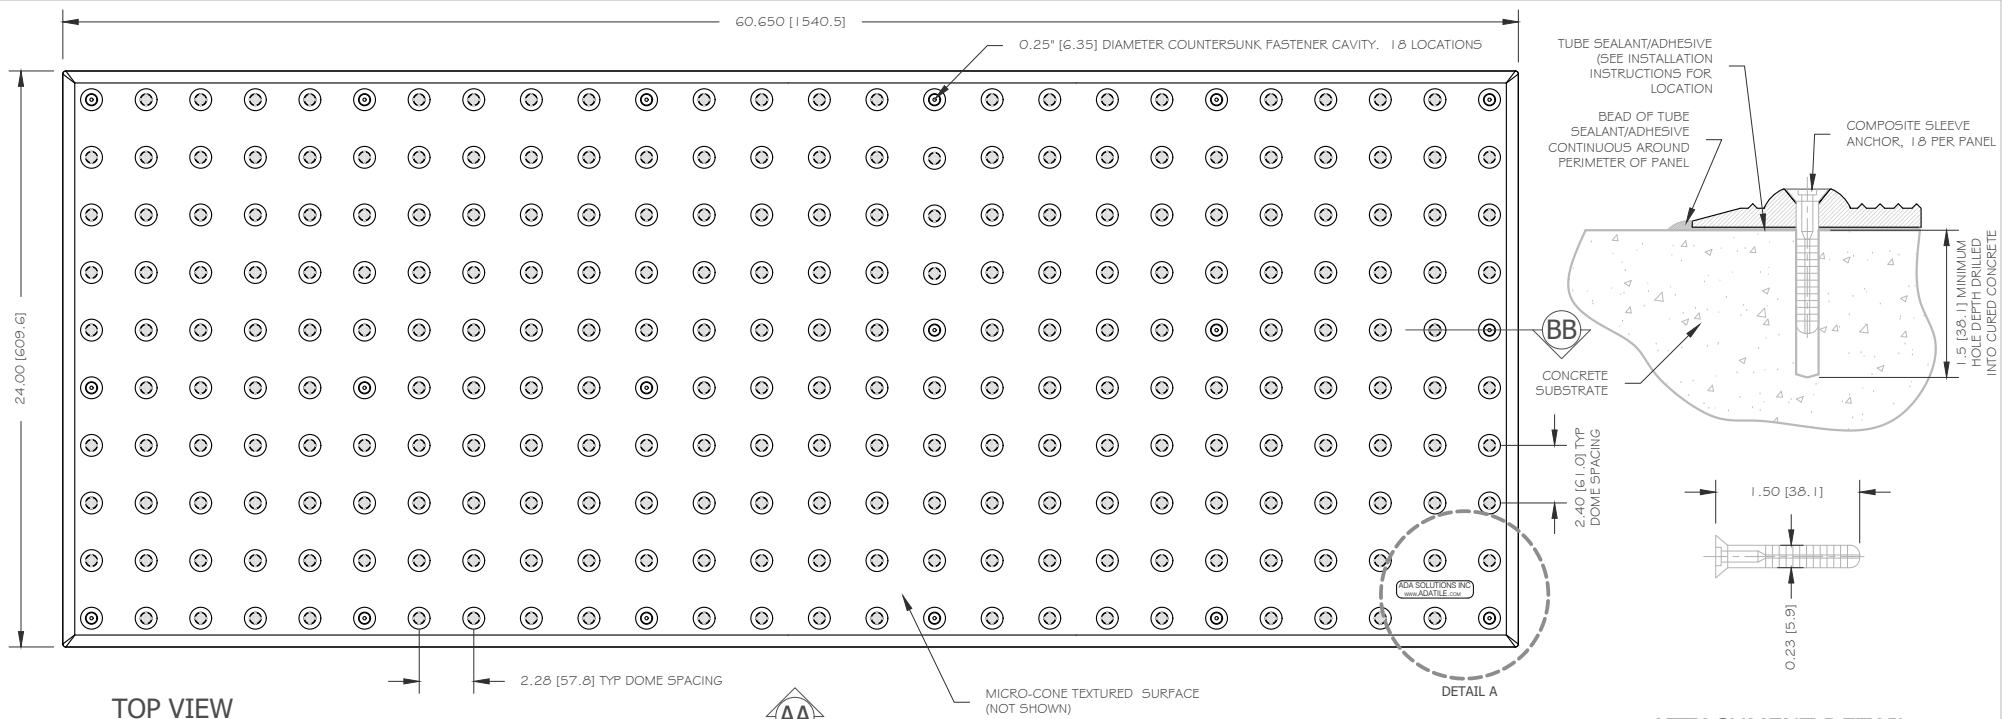 60.650 [1540.5]
0.25" [6.35] DIAMETER COUNTERSUNK FASTENER CAVITY. 18 LOCATIONS
24.00 [609.6]
TUBE SEALANT/ADHESIVE
(SEE INSTALLATION
INSTRUCTIONS FOR
LOCATION
BEAD OF TUBE
SEALANT/ADHESIVE
CONTINUOUS AROUND
PERIMETER OF PANEL
COMPOSITE SLEEVE
ANCHOR, 18 PER PANEL
1.5 [38.1] MINIMUM
HOLE DEPTH DRILLED
INTO CURED CONCRETE
BB
CONCRETE
SUBSTRATE
2.40 [61.0] TYP
DOME SPACING
1.50 [38.1]
0.23 [5.9]
ADA SOLUTIONS INC
www.ADATILE.COM
DETAIL A
2.28 [57.8] TYP DOME SPACING
MICRO-CONE TEXTURED SURFACE
(NOT SHOWN)
TOP VIEW
AA
ATTACHMENT DETAIL